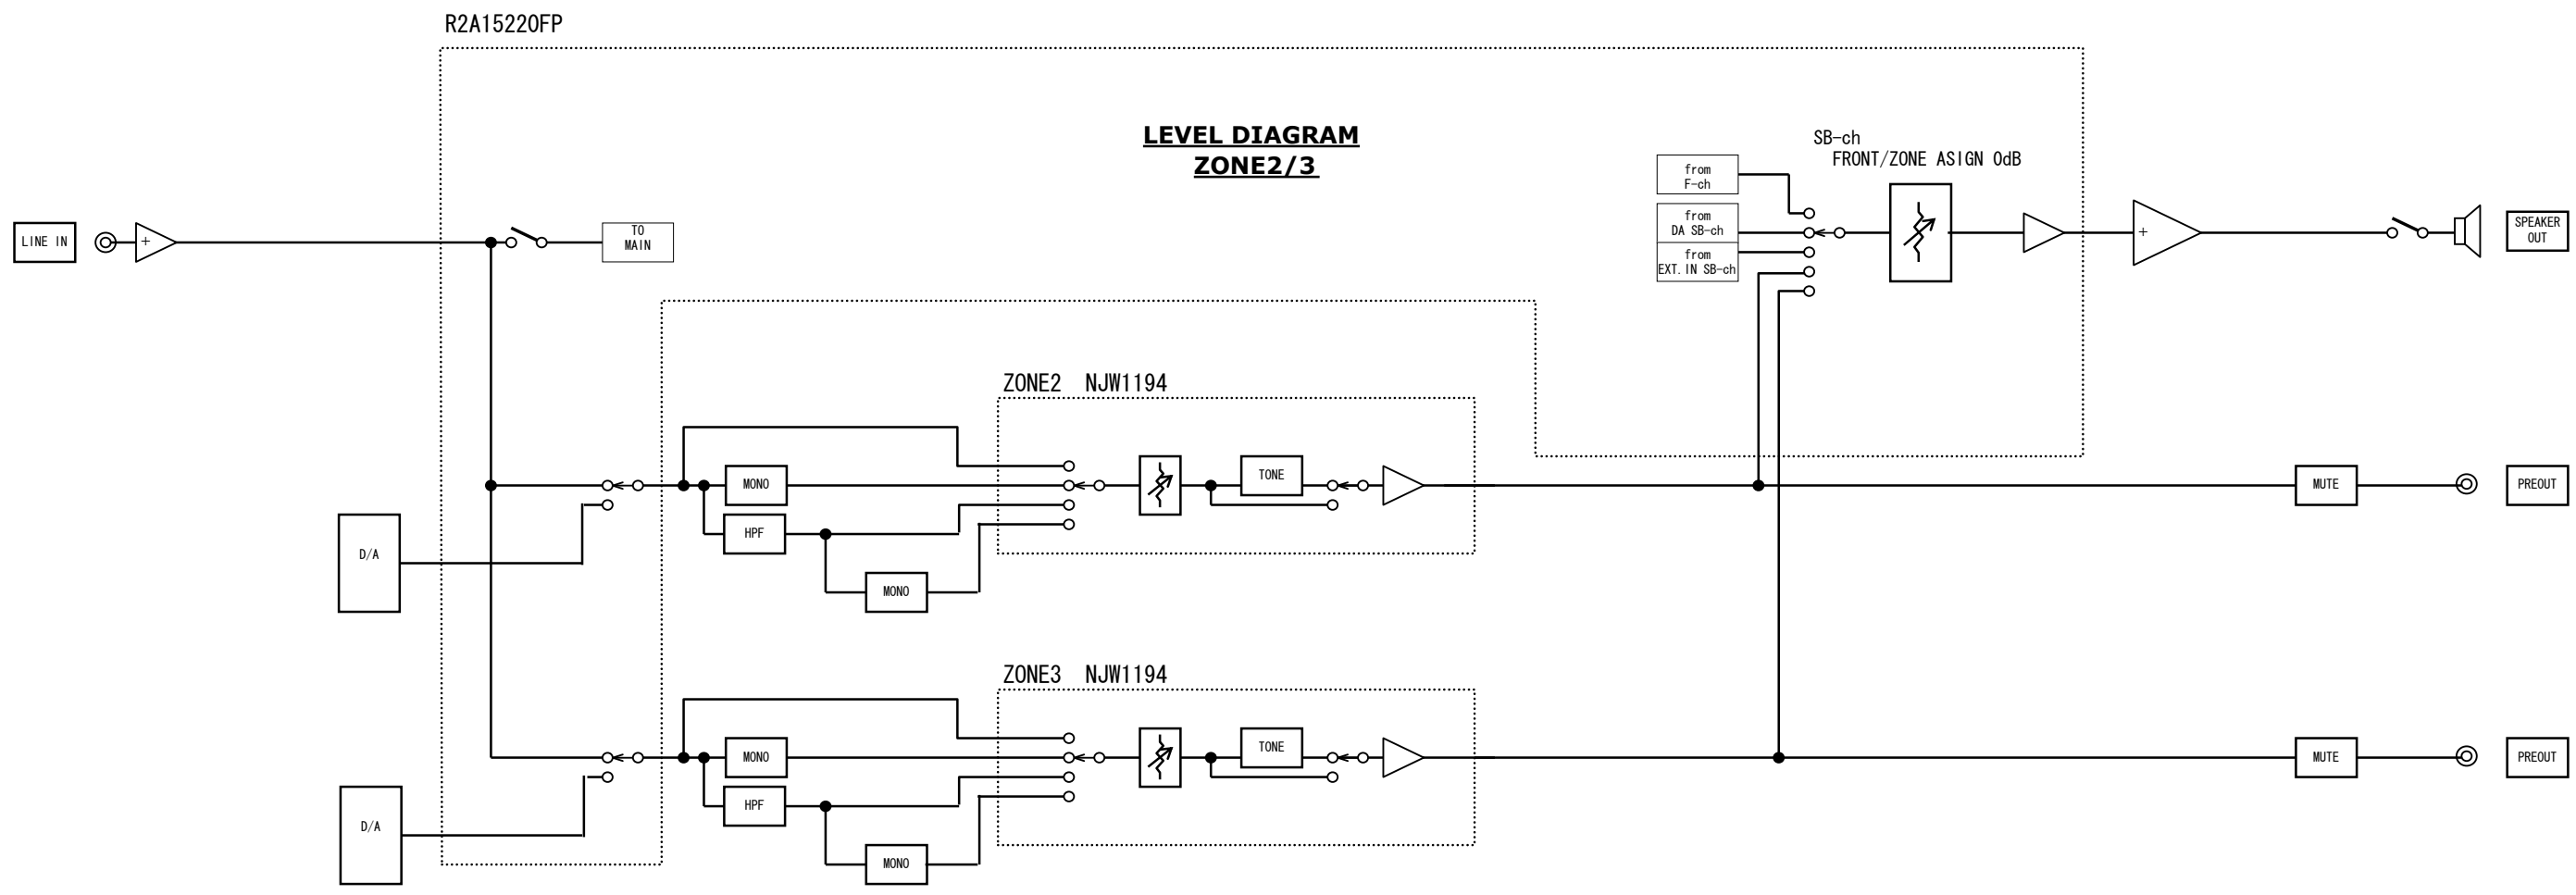 R2A15220FP
LEVEL DIAGRAM
ZONE2/3
SB-ch
FRONT/ZONE ASIGN 0dB
from
F-ch
from
DA SB-ch
from
EXT.IN SB-ch
LINE IN
+
TO
MAIN
+
SPEAKER
OUT
ZONE2 NJW1194
MONO
TONE
MUTE
PREOUT
HPF
D/A
MONO
ZONE3 NJW1194
MONO
TONE
MUTE
PREOUT
HPF
D/A
MONO